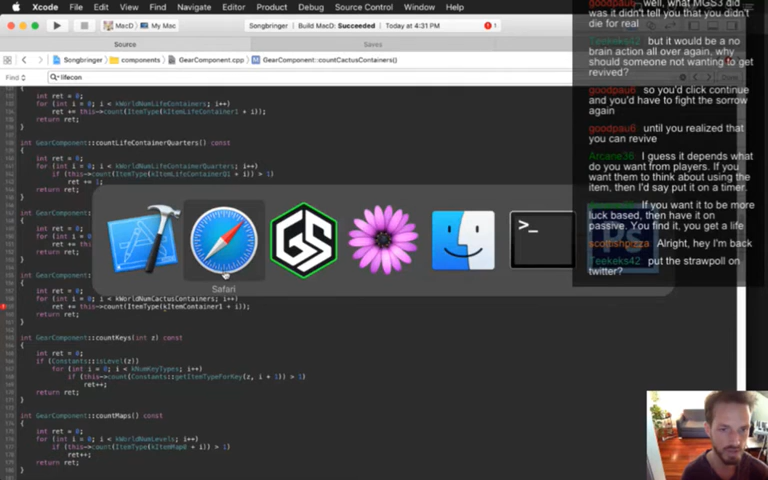 Xcode File Edit View Find Navigate Editor Product Debug Source Control Window Help
MacD My Mac
Songbringer | Build MacD: Succeeded | Today at 4:31 PM
Source
Saves
Songbringer components GearComponent.cpp GearComponent::countCactusContainers()
Find
lifecon
Done
int ret = 0;
for (int i = 0; i < kWorldNumLifeContainers; i++)
ret += this->count(ItemType(kItemLifeContainer1 + i));
return ret;
int GearComponent::countLifeContainerQuarters() const
int ret = 0;
for (int i = 0; i < kWorldNumLifeContainerQuarters; i++)
if (this->count(ItemType(kItemLifeContainerQ1 + i)) > 1)
ret += 1;
return ret;
int
int ret = 0;
return ret;
int
int ret = 0;
for (int i = 0; i < kWorldNumCactusContainers; i++)
ret += this->count(ItemType(kItemContainer1 + i));
return ret;
int GearComponent::countKeys(int z) const
int ret = 0;
if (Constants::isLevel(z))
for (int i = 0; i < kNumKeyTypes; i++)
if (this->count(Constants::getItemTypeForKey(z, i + 1)) > 1)
ret++;
return ret;
int GearComponent::countMaps() const
int ret = 0;
for (int i = 0; i < kWorldNumLevels; i++)
if (this->count(ItemType(kItemMap0 + i)) > 1)
ret++;
return ret;
GS
>_
Ps
Safari
goodpau6 well, what MGS3 did
was it didn't tell you that you didn't
die for real
Teekeks42 but it would be a no
brain action all over again, why
should someone not wanting to get
revived?
goodpau6 so you'd click continue
and you'd have to fight the sorrow
again
goodpau6 until you realized that
you can revive
Arcane36 I guess it depends what
do you want from players. If you
want them to think about using the
item, then I'd say put it on a timer.
If you want it to be more
luck based, then have it on
passive. You find it, you get a life
scottishpizza Alright, hey I'm back
Teekeks42 put the strawpoll on
twitter?